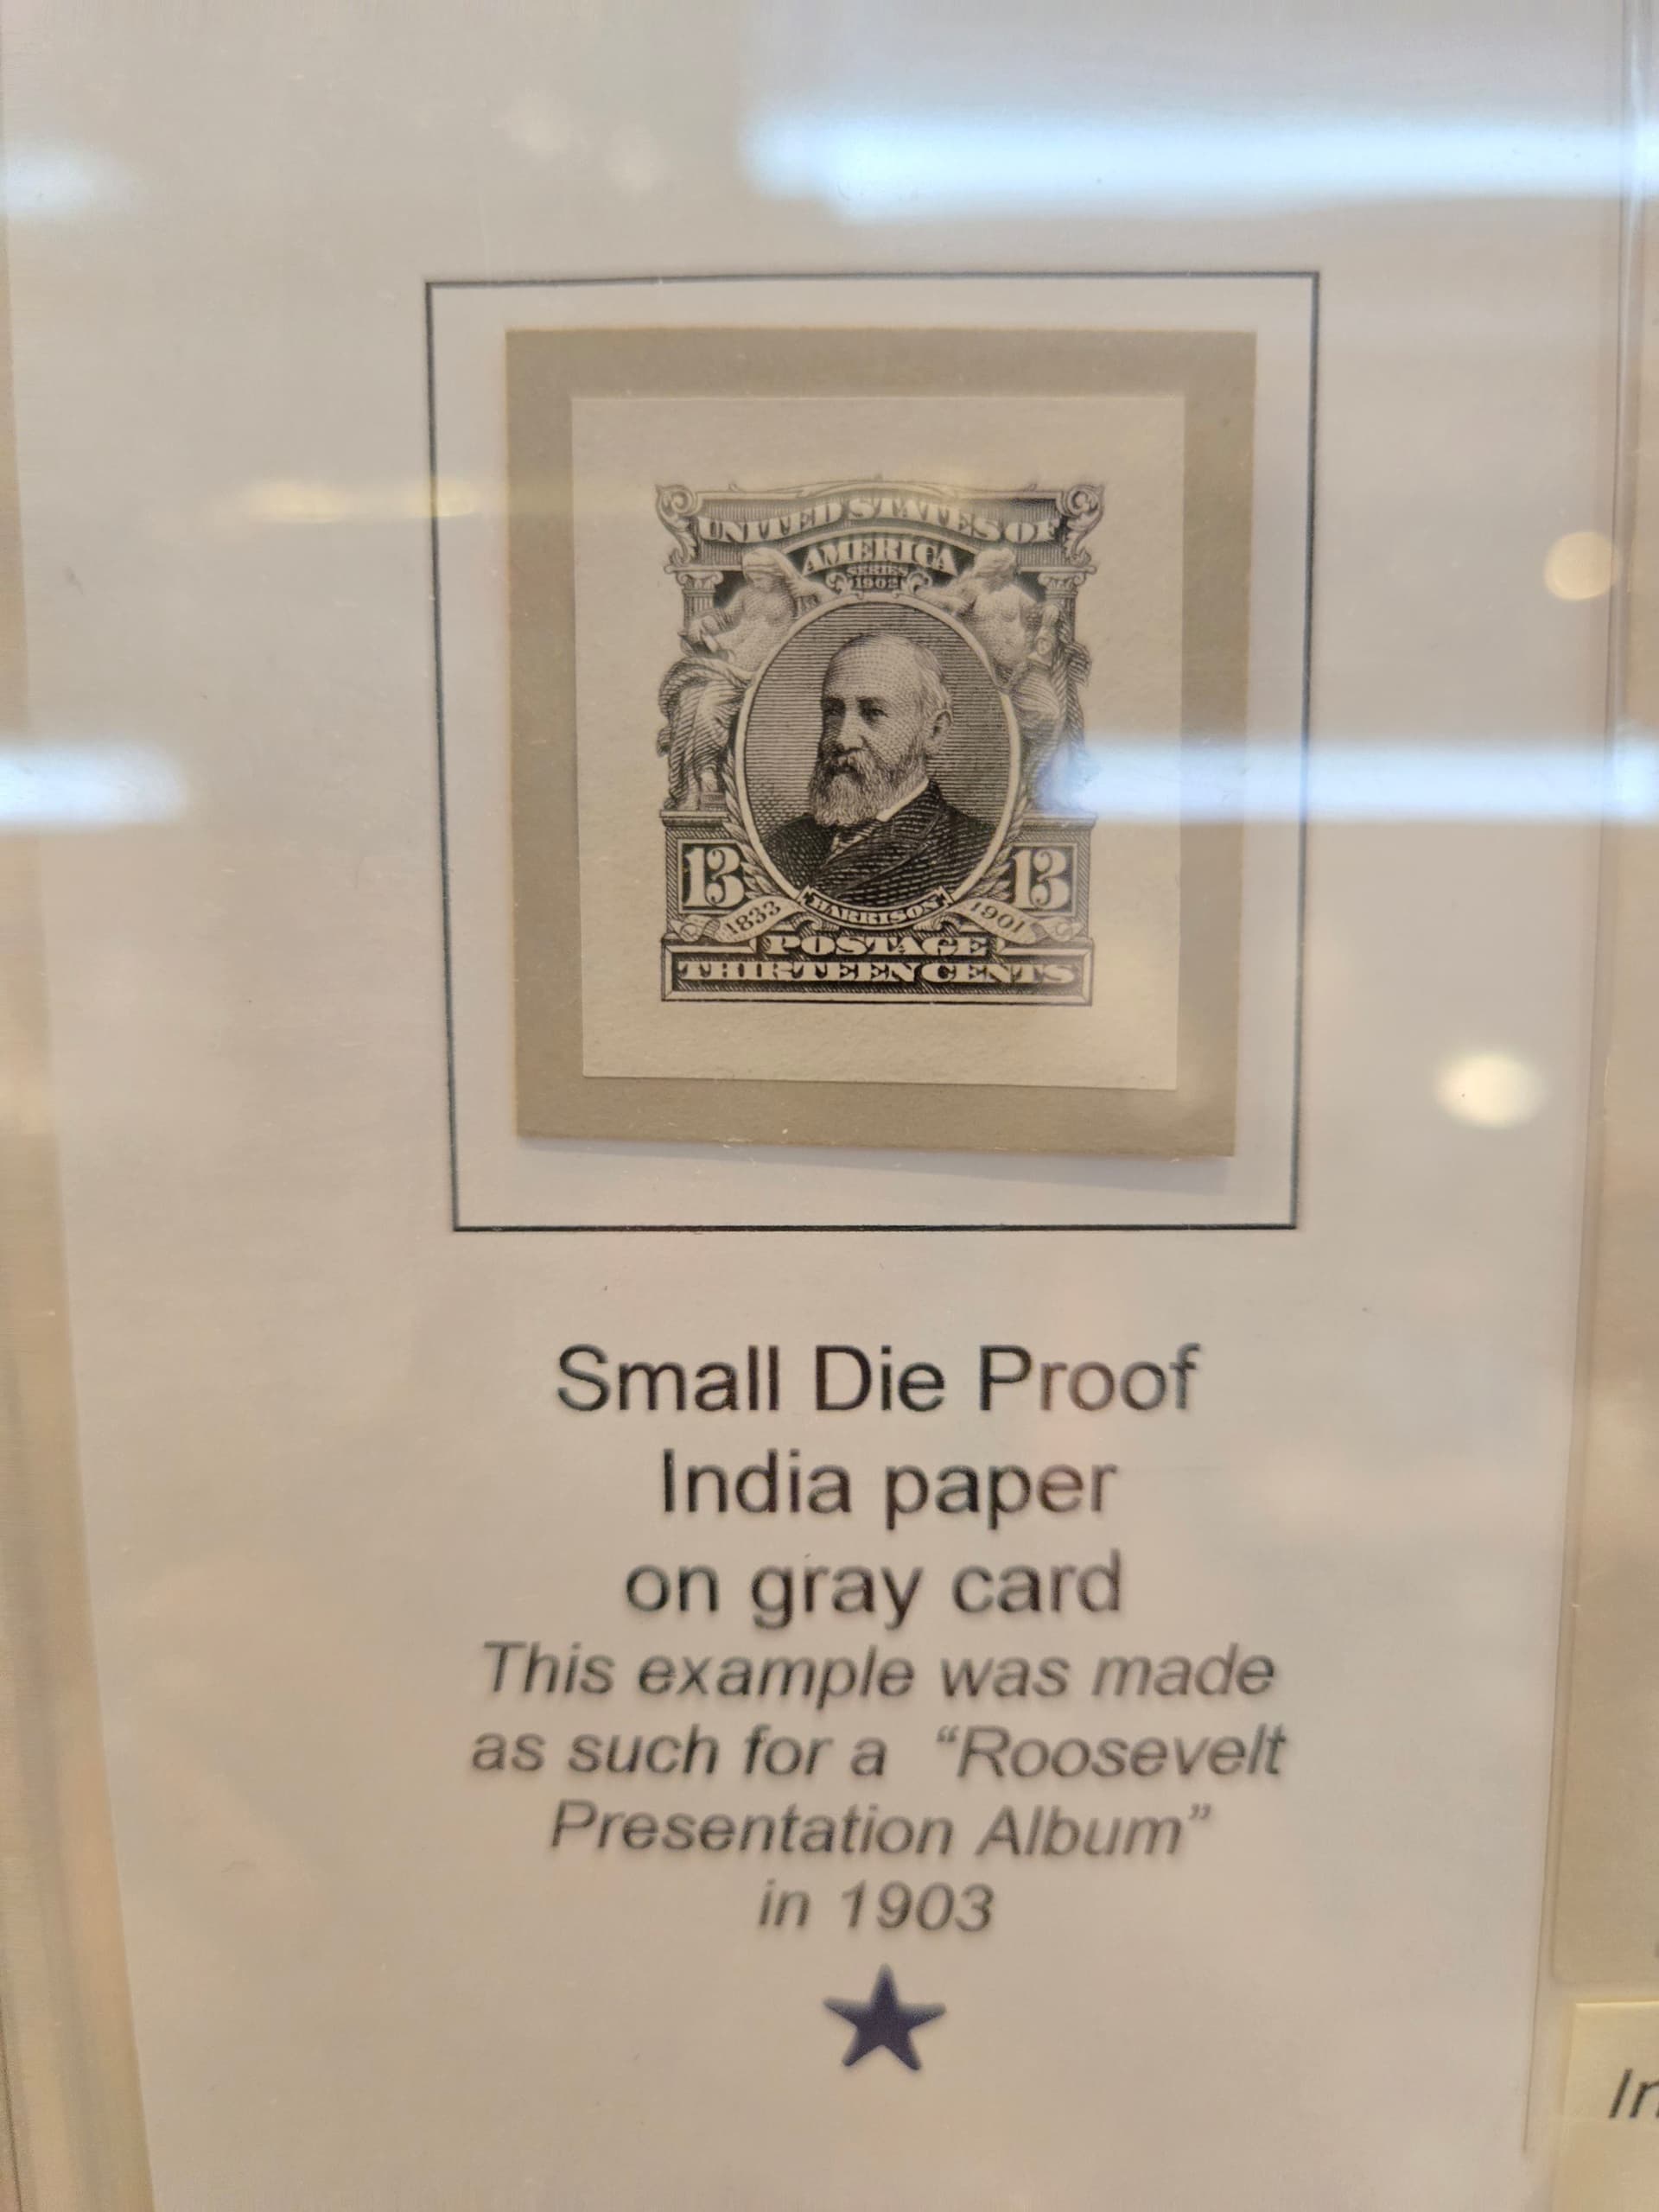 UNITED STATES OF
AMERICA
SERIES
1902
13 13
1833 HARRISON 1901
POSTAGE
THIRTEEN CENTS
Small Die Proof
India paper
on gray card
This example was made
as such for a “Roosevelt
Presentation Album”
in 1903